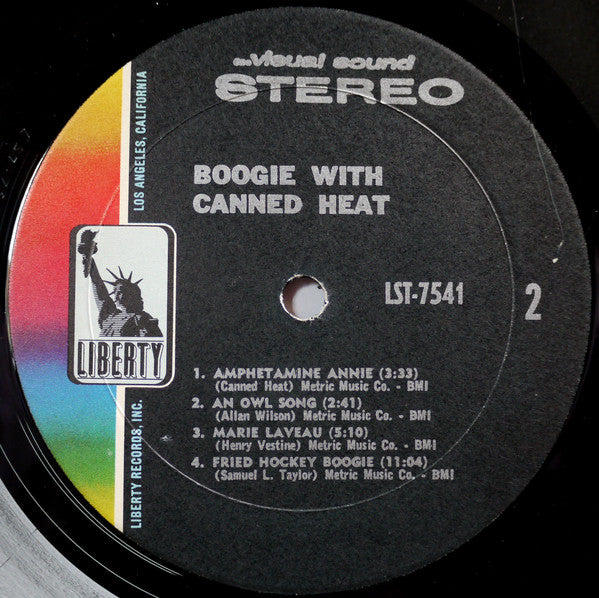 ...visual sound
STEREO
BOOGIE WITH
CANNED HEAT
LST-7541
2
LIBERTY
LOS ANGELES, CALIFORNIA
LIBERTY RECORDS, INC.
1. AMPHETAMINE ANNIE (3:33)
(Canned Heat) Metric Music Co. - BMI
2. AN OWL SONG (2:41)
(Allan Wilson) Metric Music Co. - BMI
3. MARIE LAVEAU (5:10)
(Henry Vestine) Metric Music Co. - BMI
4. FRIED HOCKEY BOOGIE (11:04)
(Samuel L. Taylor) Metric Music Co. - BMI